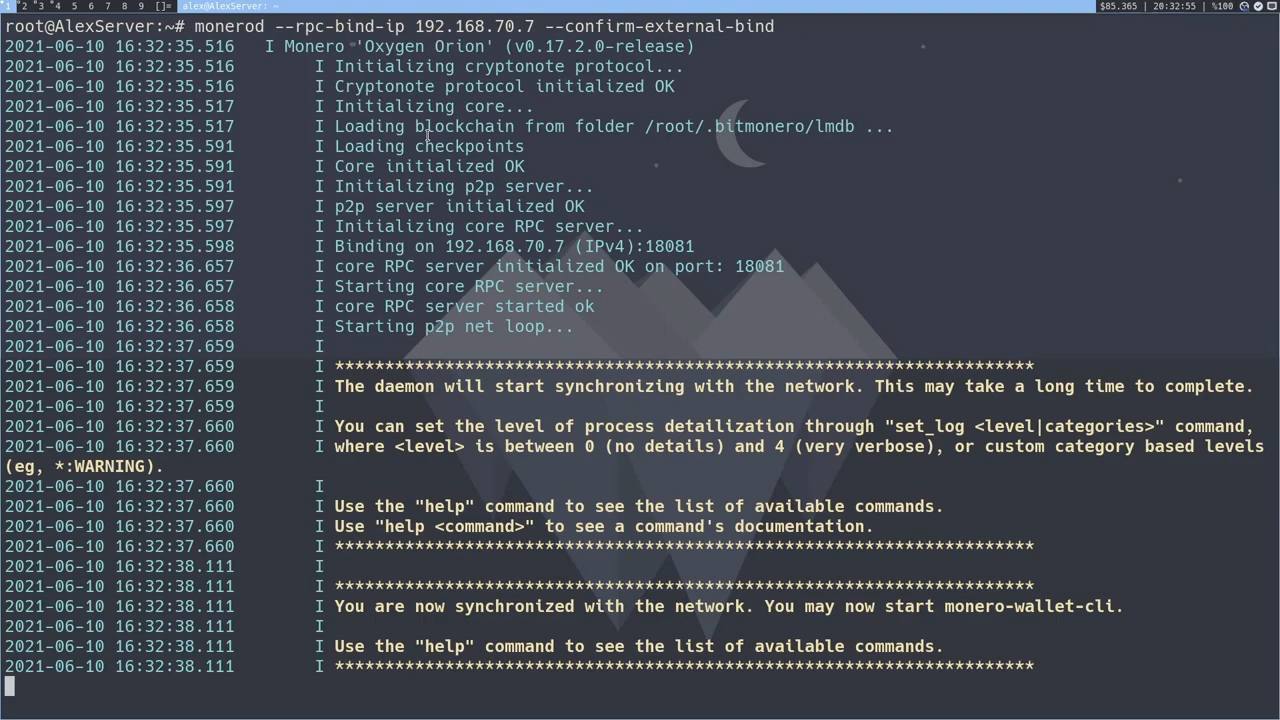 1 2 3 4 5 6 7 8 9 []= alex@AlexServer: ~ $85.365 | 20:32:55 | %100
root@AlexServer:~# monerod --rpc-bind-ip 192.168.70.7 --confirm-external-bind
2021-06-10 16:32:35.516 I Monero 'Oxygen Orion' (v0.17.2.0-release)
2021-06-10 16:32:35.516 I Initializing cryptonote protocol...
2021-06-10 16:32:35.516 I Cryptonote protocol initialized OK
2021-06-10 16:32:35.517 I Initializing core...
2021-06-10 16:32:35.517 I Loading blockchain from folder /root/.bitmonero/lmdb ...
2021-06-10 16:32:35.591 I Loading checkpoints
2021-06-10 16:32:35.591 I Core initialized OK
2021-06-10 16:32:35.591 I Initializing p2p server...
2021-06-10 16:32:35.597 I p2p server initialized OK
2021-06-10 16:32:35.597 I Initializing core RPC server...
2021-06-10 16:32:35.598 I Binding on 192.168.70.7 (IPv4):18081
2021-06-10 16:32:36.657 I core RPC server initialized OK on port: 18081
2021-06-10 16:32:36.657 I Starting core RPC server...
2021-06-10 16:32:36.658 I core RPC server started ok
2021-06-10 16:32:36.658 I Starting p2p net loop...
2021-06-10 16:32:37.659 I
2021-06-10 16:32:37.659 I **********************************************************************
2021-06-10 16:32:37.659 I The daemon will start synchronizing with the network. This may take a long time to complete.
2021-06-10 16:32:37.659 I
2021-06-10 16:32:37.660 I You can set the level of process detailization through "set_log <level|categories>" command,
2021-06-10 16:32:37.660 I where <level> is between 0 (no details) and 4 (very verbose), or custom category based levels
(eg, *:WARNING).
2021-06-10 16:32:37.660 I
2021-06-10 16:32:37.660 I Use the "help" command to see the list of available commands.
2021-06-10 16:32:37.660 I Use "help <command>" to see a command's documentation.
2021-06-10 16:32:37.660 I **********************************************************************
2021-06-10 16:32:38.111 I
2021-06-10 16:32:38.111 I **********************************************************************
2021-06-10 16:32:38.111 I You are now synchronized with the network. You may now start monero-wallet-cli.
2021-06-10 16:32:38.111 I
2021-06-10 16:32:38.111 I Use the "help" command to see the list of available commands.
2021-06-10 16:32:38.111 I **********************************************************************